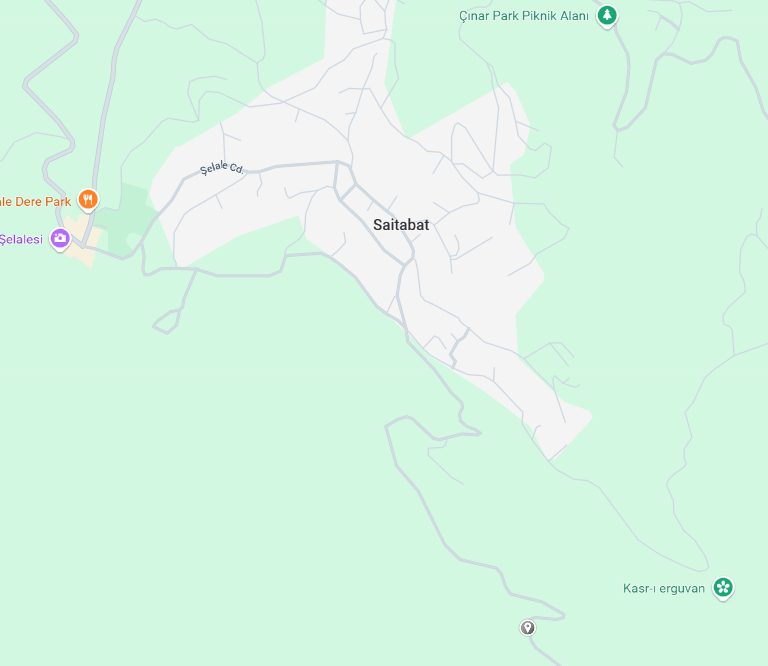 Çınar Park Piknik Alanı
Şelale Cd.
ale Dere Park
Saitabat
Şelalesi
Kasr-ı erguvan